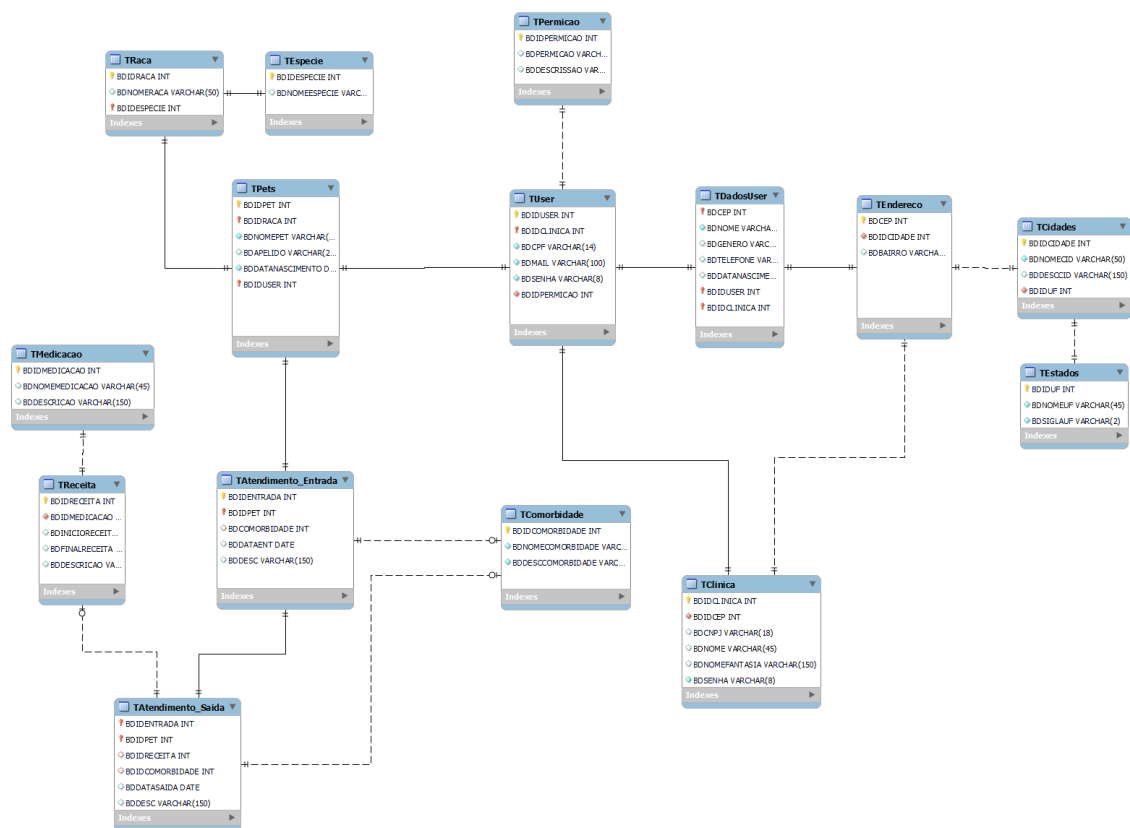 TPermicao
BDIDPERMICAO INT
BDPERMICAO VARCH...
BDDESCRISSAO VAR...
Indexes
TRaca
BDIDRACA INT
BDNOMERACA VARCHAR(50)
BDIDESPECIE INT
Indexes
TEspecie
BDIDESPECIE INT
BDNOMEESPECIE VARC...
Indexes
TPets
BDIDPET INT
BDIDRACA INT
BDNOMEPET VARCHAR(...
BDAPELIDO VARCHAR(2...
BDDATANASCIMENTO D...
BDIDUSER INT
Indexes
TUser
BDIDUSER INT
BDIDCLINICA INT
BDCPF VARCHAR(14)
BDMAIL VARCHAR(100)
BDSENHA VARCHAR(8)
BDIDPERMICAO INT
Indexes
TDadosUser
BDCEP INT
BDNOME VARCHA...
BDGENERO VARC...
BDTELEFONE VAR...
BDDATANASCIME...
BDIDUSER INT
BDIDCLINICA INT
Indexes
TEndereco
BDCEP INT
BDIDCIDADE INT
BDBAIRRO VARCHA...
Indexes
TCidades
BDIDCIDADE INT
BDNOMECID VARCHAR(50)
BDDESCCID VARCHAR(150)
BDIDUF INT
Indexes
TEstados
BDIDUF INT
BDNOMEUF VARCHAR(45)
BDSIGLAUF VARCHAR(2)
Indexes
TMedicacao
BDIDMEDICACAO INT
BDNOMEMEDICACAO VARCHAR(45)
BDDESCRICAO VARCHAR(150)
Indexes
TReceita
BDIDRECEITA INT
BDIDMEDICACAO ...
BDINICIORECEIT...
BDFINALRECEITA ...
BDDESCRICAO VA...
Indexes
TAtendimento_Entrada
BDIDENTRADA INT
BDIDPET INT
BDCOMORBIDADE INT
BDDATAENT DATE
BDDESC VARCHAR(150)
Indexes
TComorbidade
BDIDCOMORBIDADE INT
BDNOMECOMORBIDADE VARC...
BDDESCCOMORBIDADE VARC...
Indexes
TClinica
BDIDCLINICA INT
BDIDCEP INT
BDCNPJ VARCHAR(18)
BDNOME VARCHAR(45)
BDNOMEFANTASIA VARCHAR(150)
BDSENHA VARCHAR(8)
Indexes
TAtendimento_Saida
BDIDENTRADA INT
BDIDPET INT
BDIDRECEITA INT
BDIDCOMORBIDADE INT
BDDATASAIDA DATE
BDDESC VARCHAR(150)
Indexes